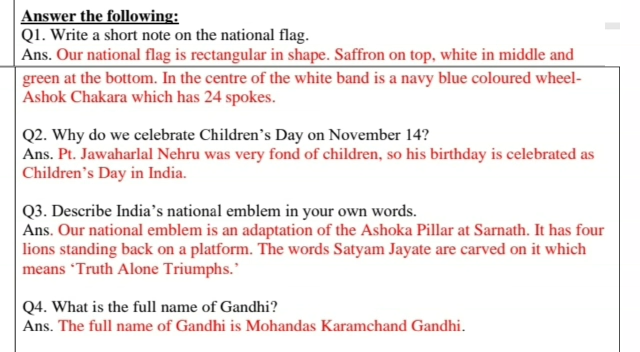 Answer the following:
Q1. Write a short note on the national flag.
Ans. Our national flag is rectangular in shape. Saffron on top, white in middle and
green at the bottom. In the centre of the white band is a navy blue coloured wheel-
Ashok Chakara which has 24 spokes.
Q2. Why do we celebrate Children's Day on November 14?
Ans. Pt. Jawaharlal Nehru was very fond of children, so his birthday is celebrated as
Children's Day in India.
Q3. Describe India's national emblem in your own words.
Ans. Our national emblem is an adaptation of the Ashoka Pillar at Sarnath. It has four
lions standing back on a platform. The words Satyam Jayate are carved on it which
means ‘Truth Alone Triumphs.’
Q4. What is the full name of Gandhi?
Ans. The full name of Gandhi is Mohandas Karamchand Gandhi.